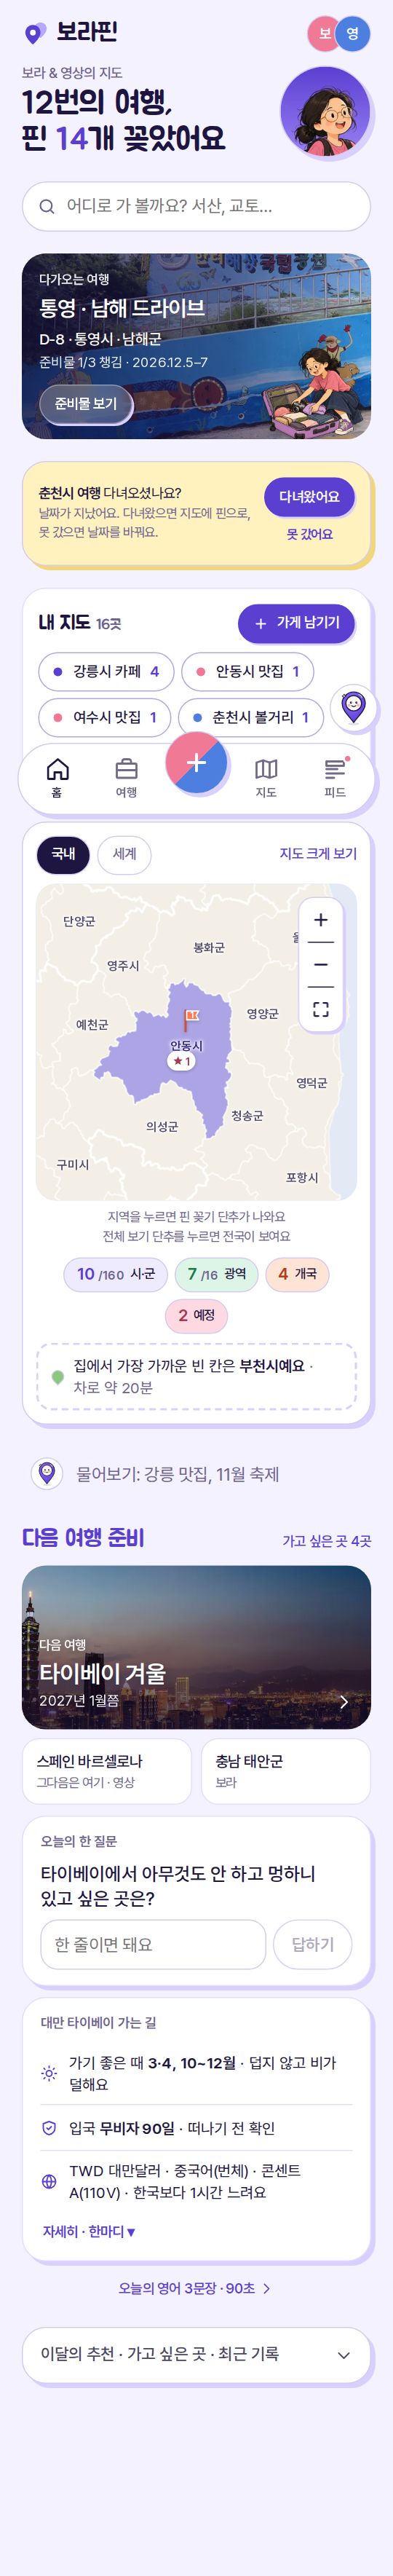 보라핀
보 영
보라 & 영상의 지도
12번의 여행,
핀 14개 꽂았어요
어디로 가 볼까요? 서산, 교토…
다가오는 여행
통영 · 남해 드라이브
D-8 · 통영시 · 남해군
준비물 1/3 챙김 · 2026.12.5–7
준비물 보기
춘천시 여행 다녀오셨나요?
날짜가 지났어요. 다녀왔으면 지도에 핀으로,
못 갔으면 날짜를 바꿔요.
다녀왔어요
못 갔어요
내 지도 16곳
+ 가게 남기기
강릉시 카페 4
안동시 맛집 1
여수시 맛집 1
춘천시 볼거리 1
홈
여행
+
지도
피드
국내
세계
지도 크게 보기
단양군
봉화군
영주시
예천군
영양군
안동시
★ 1
영덕군
청송군
의성군
구미시
포항시
+
−
지역을 누르면 핀 꽂기 단추가 나와요
전체 보기 단추를 누르면 전국이 보여요
10 /160 시·군
7 /16 광역
4 개국
2 예정
집에서 가장 가까운 빈 칸은 부천시예요 ·
차로 약 20분
물어보기: 강릉 맛집, 11월 축제
다음 여행 준비
가고 싶은 곳 4곳
다음 여행
타이베이 겨울
2027년 1월쯤
스페인 바르셀로나
그다음은 여기 · 영상
충남 태안군
보라
오늘의 한 질문
타이베이에서 아무것도 안 하고 멍하니
있고 싶은 곳은?
한 줄이면 돼요
답하기
대만 타이베이 가는 길
가기 좋은 때 3·4, 10~12월 · 덥지 않고 비가
덜해요
입국 무비자 90일 · 떠나기 전 확인
TWD 대만달러 · 중국어(번체) · 콘센트
A(110V) · 한국보다 1시간 느려요
자세히 · 한마디 ▾
오늘의 영어 3문장 · 90초
이달의 추천 · 가고 싶은 곳 · 최근 기록